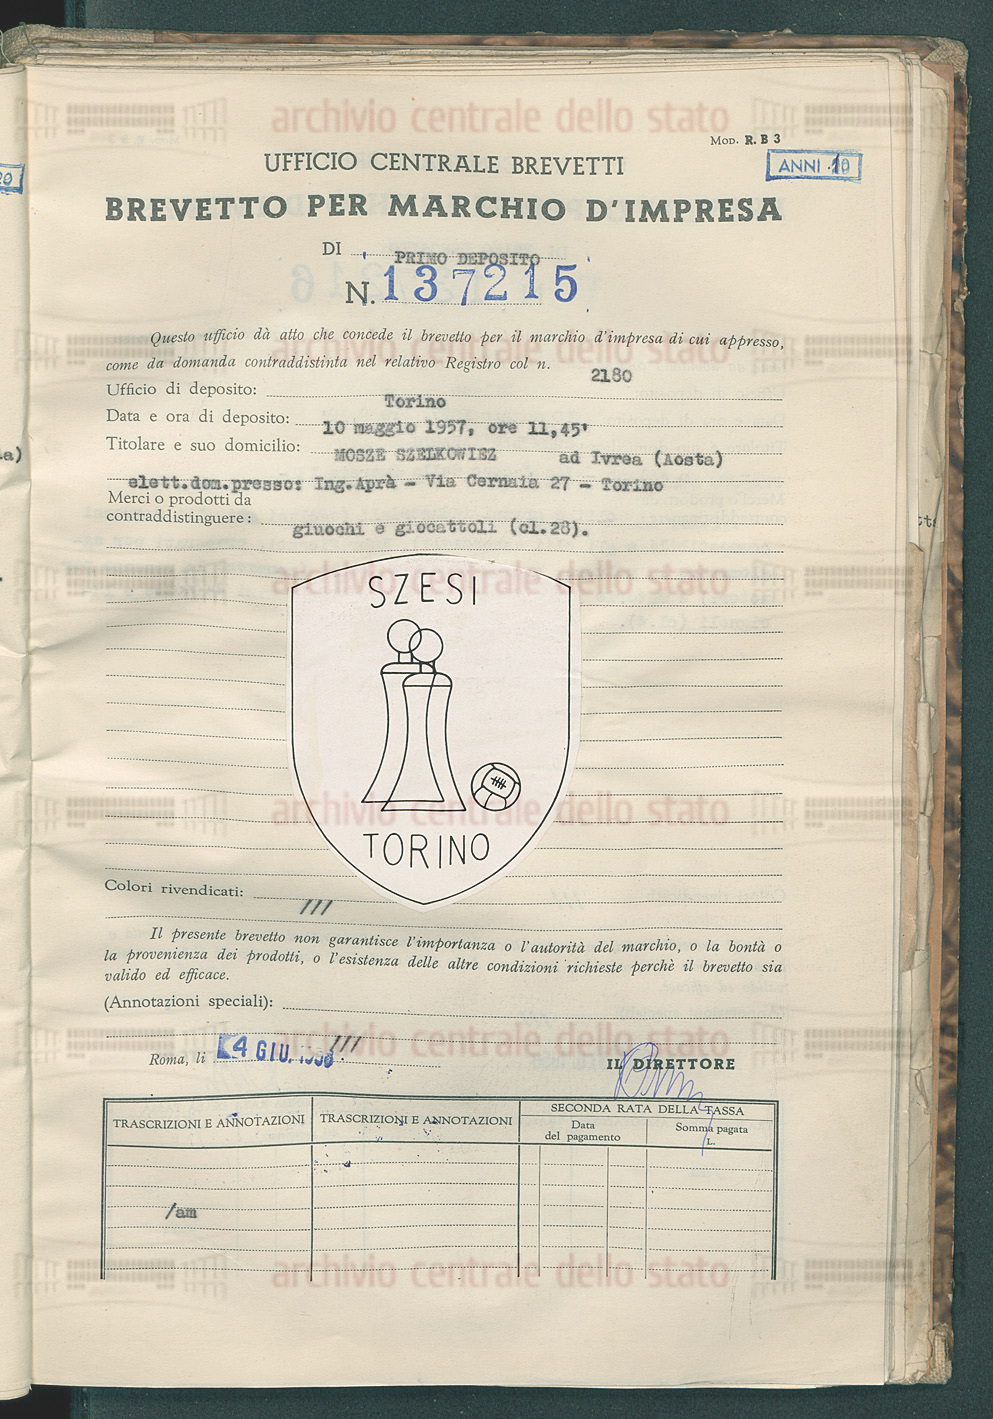 archivio centrale dello stato
MOD. R. B 3
UFFICIO CENTRALE BREVETTI
ANNI 10
BREVETTO PER MARCHIO D'IMPRESA
DI PRIMO DEPOSITO
N. 137215
Questo ufficio dà atto che concede il brevetto per il marchio d'impresa di cui appresso,
archivio centrale dello stato
come da domanda contraddistinta nel relativo Registro col n. 2180
Ufficio di deposito: Torino
Data e ora di deposito: 10 maggio 1957, ore 11,45'
Titolare e suo domicilio: MOSZE SZELKOWIEZ ad Ivrea (Aosta)
elett.dom.presso: Ing.Aprà - Via Cernaia 27 - Torino
Merci o prodotti da
contraddistinguere: giuochi e giocattoli (cl.28).
archivio centrale dello stato
SZESI
archivio centrale dello stato
TORINO
Colori rivendicati: ///
Il presente brevetto non garantisce l'importanza o l'autorità del marchio, o la bontà o
la provenienza dei prodotti, o l'esistenza delle altre condizioni richieste perchè il brevetto sia
valido ed efficace.
(Annotazioni speciali):
archivio centrale dello stato
///
Roma, li 4 GIU.
IL DIRETTORE
TRASCRIZIONI E ANNOTAZIONI
TRASCRIZIONI E ANNOTAZIONI
SECONDA RATA DELLA TASSA
Data
del pagamento
Somma pagata
L.
/am
archivio centrale dello stato